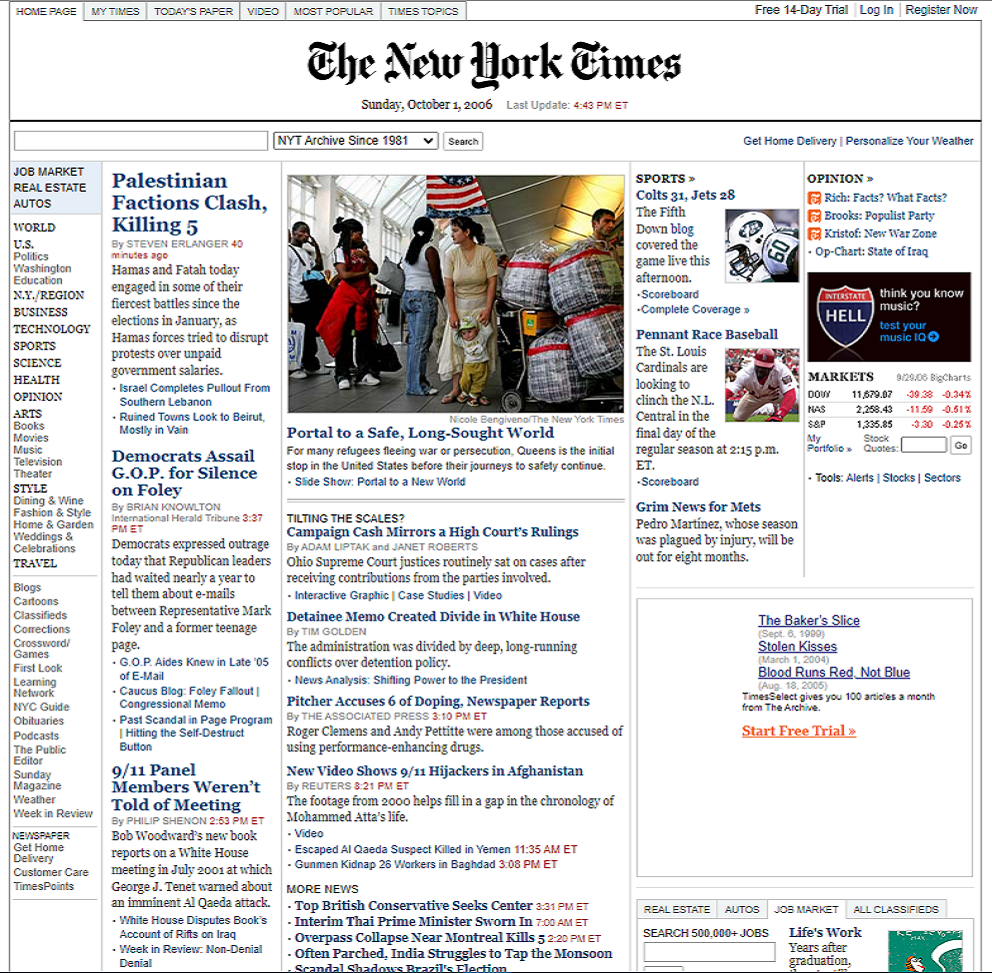 HOME PAGE
MY TIMES
TODAY'S PAPER
VIDEO
MOST POPULAR
TIMES TOPICS
Free 14-Day Trial
Log In
Register Now
The New York Times
Sunday, October 1, 2006 Last Update: 4:43 PM ET
NYT Archive Since 1981
Search
Get Home Delivery | Personalize Your Weather
JOB MARKET
REAL ESTATE
AUTOS
WORLD
U.S.
Politics
Washington
Education
N.Y./REGION
BUSINESS
TECHNOLOGY
SPORTS
SCIENCE
HEALTH
OPINION
ARTS
Books
Movies
Music
Television
Theater
STYLE
Dining & Wine
Fashion & Style
Home & Garden
Weddings &
Celebrations
TRAVEL
Blogs
Cartoons
Classifieds
Corrections
Crossword/
Games
First Look
Learning
Network
NYC Guide
Obituaries
Podcasts
The Public
Editor
Sunday
Magazine
Weather
Week in Review
NEWSPAPER
Get Home
Delivery
Customer Care
TimesPoints
Palestinian
Factions Clash,
Killing 5
By STEVEN ERLANGER 40
minutes ago
Hamas and Fatah today
engaged in some of their
fiercest battles since the
elections in January, as
Hamas forces tried to disrupt
protests over unpaid
government salaries.
· Israel Completes Pullout From
Southern Lebanon
· Ruined Towns Look to Beirut,
Mostly in Vain
Democrats Assail
G.O.P. for Silence
on Foley
By BRIAN KNOWLTON
International Herald Tribune 3:37
PM ET
Democrats expressed outrage
today that Republican leaders
had waited nearly a year to
tell them about e-mails
between Representative Mark
Foley and a former teenage
page.
· G.O.P. Aides Knew in Late '05
of E-Mail
· Caucus Blog: Foley Fallout |
Congressional Memo
· Past Scandal in Page Program
| Hitting the Self-Destruct
Button
9/11 Panel
Members Weren't
Told of Meeting
By PHILIP SHENON 2:53 PM ET
Bob Woodward's new book
reports on a White House
meeting in July 2001 at which
George J. Tenet warned about
an imminent Al Qaeda attack.
· White House Disputes Book's
Account of Rifts on Iraq
· Week in Review: Non-Denial
Denial
Nicole Bengiveno/The New York Times
Portal to a Safe, Long-Sought World
For many refugees fleeing war or persecution, Queens is the initial
stop in the United States before their journeys to safety continue.
· Slide Show: Portal to a New World
TILTING THE SCALES?
Campaign Cash Mirrors a High Court's Rulings
By ADAM LIPTAK and JANET ROBERTS
Ohio Supreme Court justices routinely sat on cases after
receiving contributions from the parties involved.
· Interactive Graphic | Case Studies | Video
Detainee Memo Created Divide in White House
By TIM GOLDEN
The administration was divided by deep, long-running
conflicts over detention policy.
· News Analysis: Shifting Power to the President
Pitcher Accuses 6 of Doping, Newspaper Reports
By THE ASSOCIATED PRESS 3:10 PM ET
Roger Clemens and Andy Pettitte were among those accused of
using performance-enhancing drugs.
New Video Shows 9/11 Hijackers in Afghanistan
By REUTERS 8:21 PM ET
The footage from 2000 helps fill in a gap in the chronology of
Mohammed Atta's life.
· Video
· Escaped Al Qaeda Suspect Killed in Yemen 11:35 AM ET
· Gunmen Kidnap 26 Workers in Baghdad 3:08 PM ET
MORE NEWS
· Top British Conservative Seeks Center 3:31 PM ET
· Interim Thai Prime Minister Sworn In 7:00 AM ET
· Overpass Collapse Near Montreal Kills 5 2:20 PM ET
· Often Parched, India Struggles to Tap the Monsoon
· Scandal Shadows Brazil's Election
SPORTS »
Colts 31, Jets 28
The Fifth
Down blog
covered the
game live this
afternoon.
· Scoreboard
· Complete Coverage »
60
Pennant Race Baseball
The St. Louis
Cardinals are
looking to
clinch the N.L.
Central in the
final day of the
regular season at 2:15 p.m.
ET.
· Scoreboard
Grim News for Mets
Pedro Martínez, whose season
was plagued by injury, will be
out for eight months.
OPINION »
Rich: Facts? What Facts?
Brooks: Populist Party
Kristof: New War Zone
· Op-Chart: State of Iraq
INTERSTATE
HELL
think you know
music?
test your
music IQ
MARKETS 9/29/06 BigCharts
DOW 11,679.07 -39.38 -0.34%
NAS 2,258.43 -11.59 -0.51%
S&P 1,335.85 -3.30 -0.25%
My
Portfolio »
Stock
Quotes:
Go
· Tools: Alerts | Stocks | Sectors
The Baker's Slice
(Sept. 6, 1999)
Stolen Kisses
(March 1, 2004)
Blood Runs Red, Not Blue
(Aug. 18, 2005)
TimesSelect gives you 100 articles a month
from The Archive.
Start Free Trial »
REAL ESTATE
AUTOS
JOB MARKET
ALL CLASSIFIEDS
SEARCH 500,000+ JOBS
Life's Work
Years after
graduation,